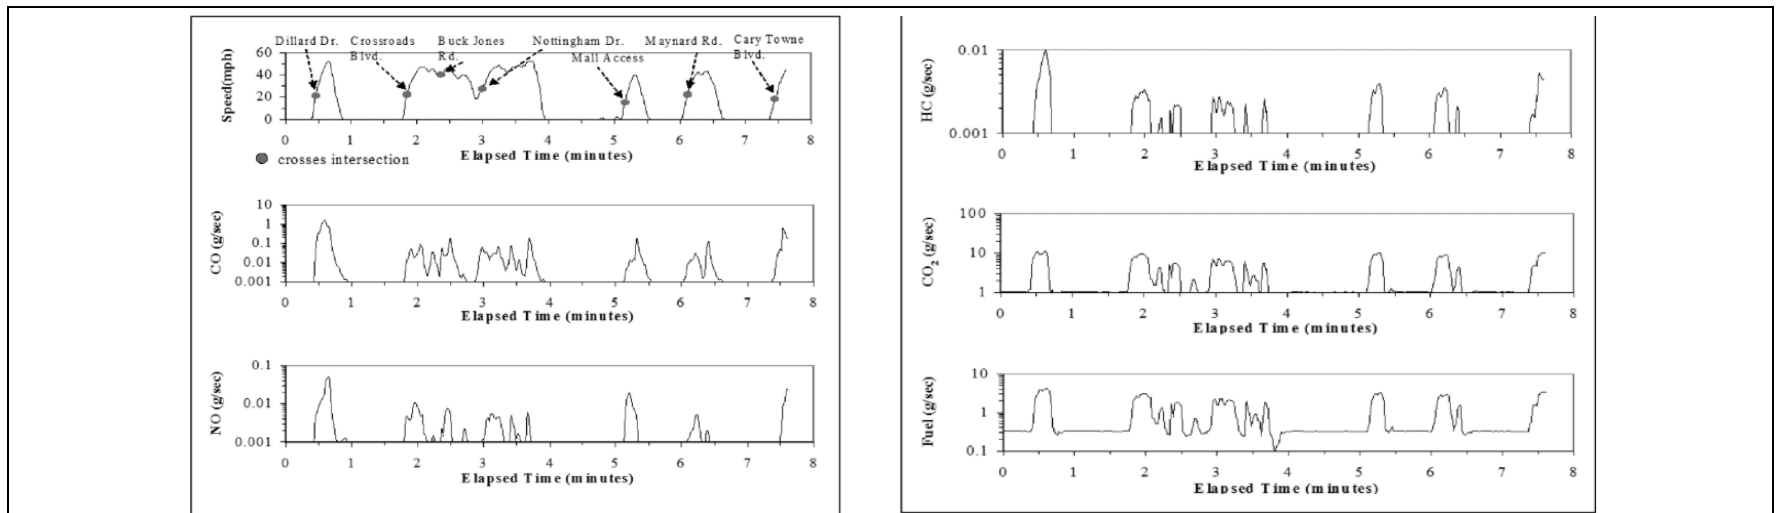 Dillard Dr. Crossroads Blvd. Buck Jones Rd. Nottingham Dr. Mall Access Maynard Rd. Cary Towne Blvd.
Speed(mph)
60
40
20
0
0 1 2 3 4 5 6 7 8
Elapsed Time (minutes)
crosses intersection
CO (g/sec)
10
1
0.1
0.01
0.001
0 1 2 3 4 5 6 7 8
Elapsed Time (minutes)
NO (g/sec)
0.1
0.01
0.001
0 1 2 3 4 5 6 7 8
Elapsed Time (minutes)
HC (g/sec)
0.01
0.001
0 1 2 3 4 5 6 7 8
Elapsed Time (minutes)
CO2 (g/sec)
100
10
1
0 1 2 3 4 5 6 7 8
Elapsed Time (minutes)
Fuel (g/sec)
10
1
0.1
0 1 2 3 4 5 6 7 8
Elapsed Time (minutes)